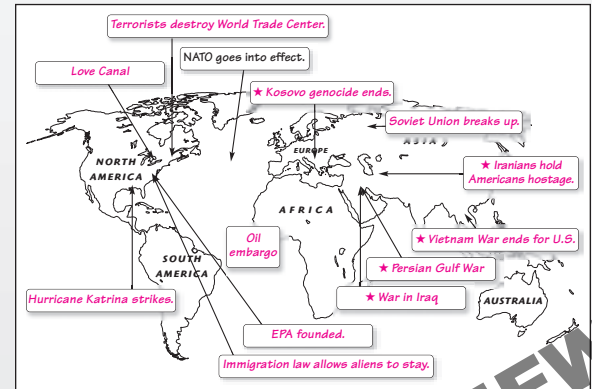 Terrorists destroy World Trade Center.
NATO goes into effect.
Love Canal
★ Kosovo genocide ends.
Soviet Union breaks up.
ASIA
EUROPE
NORTH
AMERICA
★ Iranians hold
Americans hostage.
AFRICA
Oil
embargo
★ Vietnam War ends for U.S.
SOUTH
AMERICA
★ Persian Gulf War
Hurricane Katrina strikes.
★ War in Iraq
AUSTRALIA
EPA founded.
Immigration law allows aliens to stay.